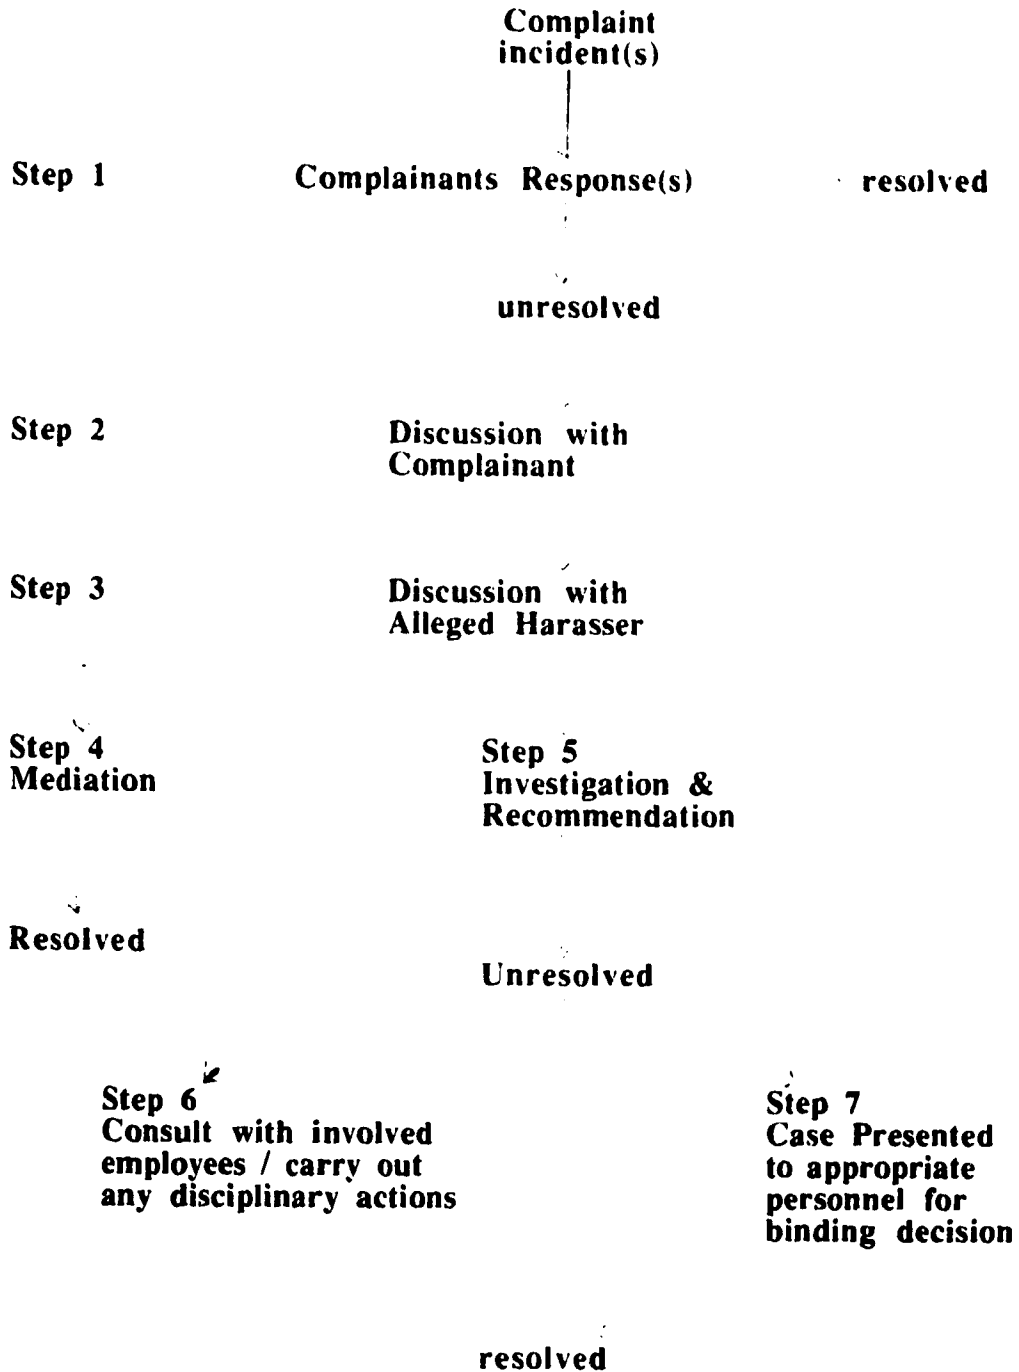 Complaint
incident(s)
Step 1
Complainants Response(s)
resolved
unresolved
Step 2
Discussion with
Complainant
Step 3
Discussion with
Alleged Harasser
Step 4
Mediation
Step 5
Investigation &
Recommendation
Resolved
Unresolved
Step 6
Consult with involved
employees / carry out
any disciplinary actions
Step 7
Case Presented
to appropriate
personnel for
binding decision
resolved